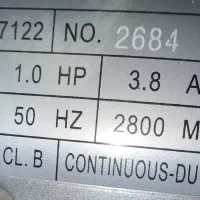 7122 NO. 2684
1.0 HP 3.8 A
50 HZ 2800 M
CL. B CONTINUOUS-DU